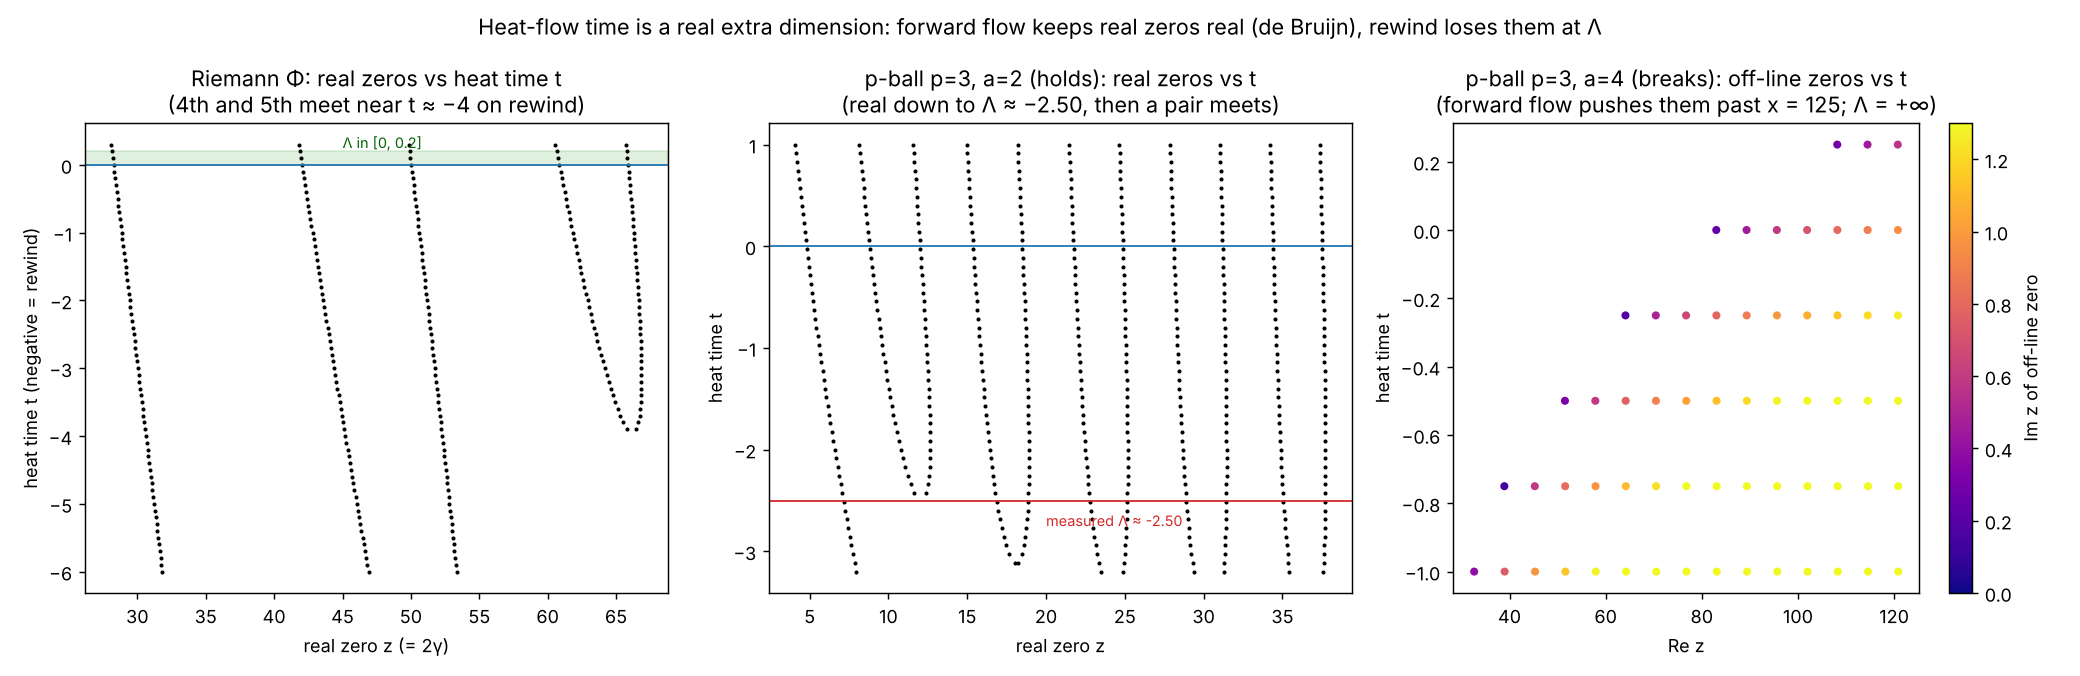 Heat-flow time is a real extra dimension: forward flow keeps real zeros real (de Bruijn), rewind loses them at Λ
Riemann Φ: real zeros vs heat time t
(4th and 5th meet near t ≈ −4 on rewind)
Λ in [0, 0.2]
0
−1
−2
−3
−4
−5
−6
heat time t (negative = rewind)
30
35
40
45
50
55
60
65
real zero z (= 2γ)
p-ball p=3, a=2 (holds): real zeros vs t
(real down to Λ ≈ −2.50, then a pair meets)
1
0
−1
−2
−3
heat time t
measured Λ ≈ -2.50
5
10
15
20
25
30
35
real zero z
p-ball p=3, a=4 (breaks): off-line zeros vs t
(forward flow pushes them past x = 125; Λ = +∞)
0.2
0.0
−0.2
−0.4
−0.6
−0.8
−1.0
heat time t
40
60
80
100
120
Re z
1.2
1.0
0.8
0.6
0.4
0.2
0.0
Im z of off-line zero